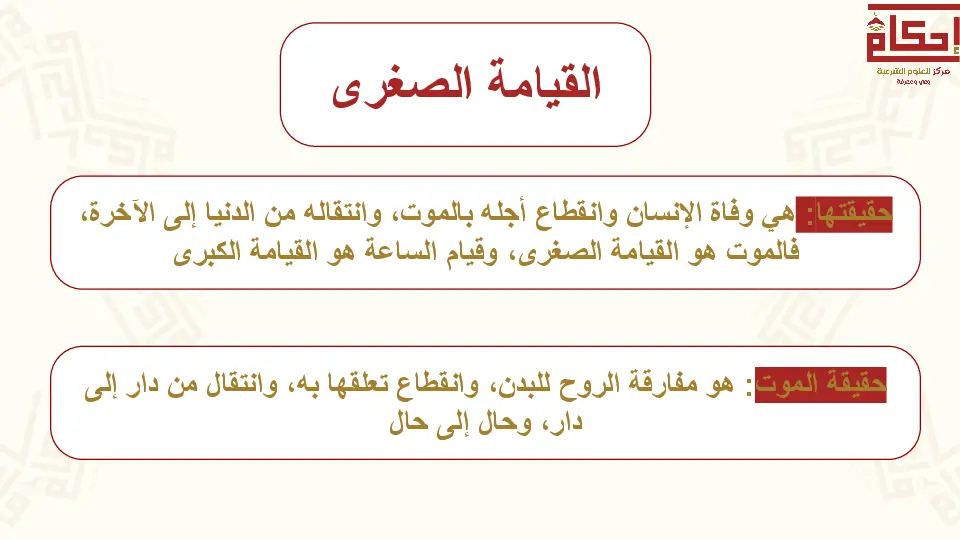 إحكام
مركز للعلوم الشرعية
وعي ومعرفة
القيامة الصغرى
حقيقتها: هي وفاة الإنسان وانقطاع أجله بالموت، وانتقاله من الدنيا إلى الآخرة،
فالموت هو القيامة الصغرى، وقيام الساعة هو القيامة الكبرى
حقيقة الموت: هو مفارقة الروح للبدن، وانقطاع تعلقها به، وانتقال من دار إلى
دار، وحال إلى حال